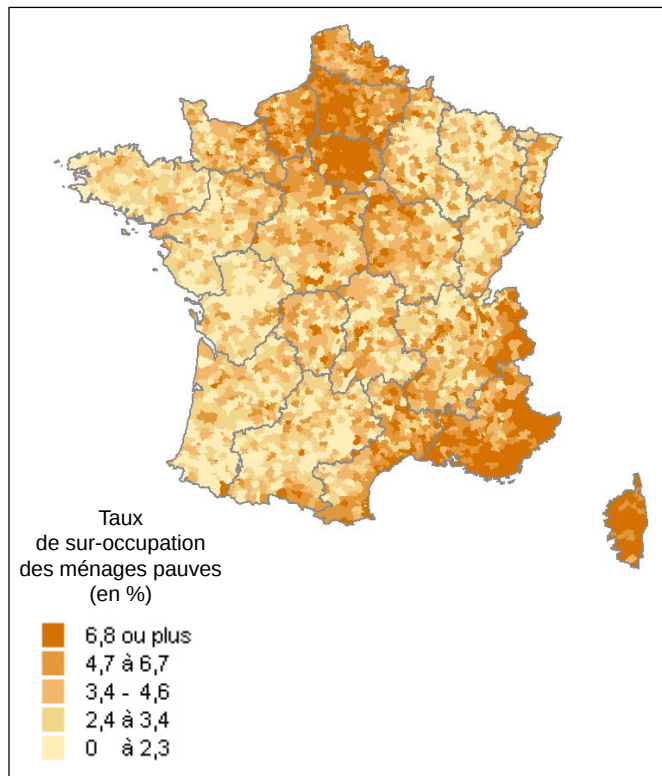 Taux
de sur-occupation
des ménages pauves
(en %)
6,8 ou plus
4,7 à 6,7
3,4 - 4,6
2,4 à 3,4
0 à 2,3